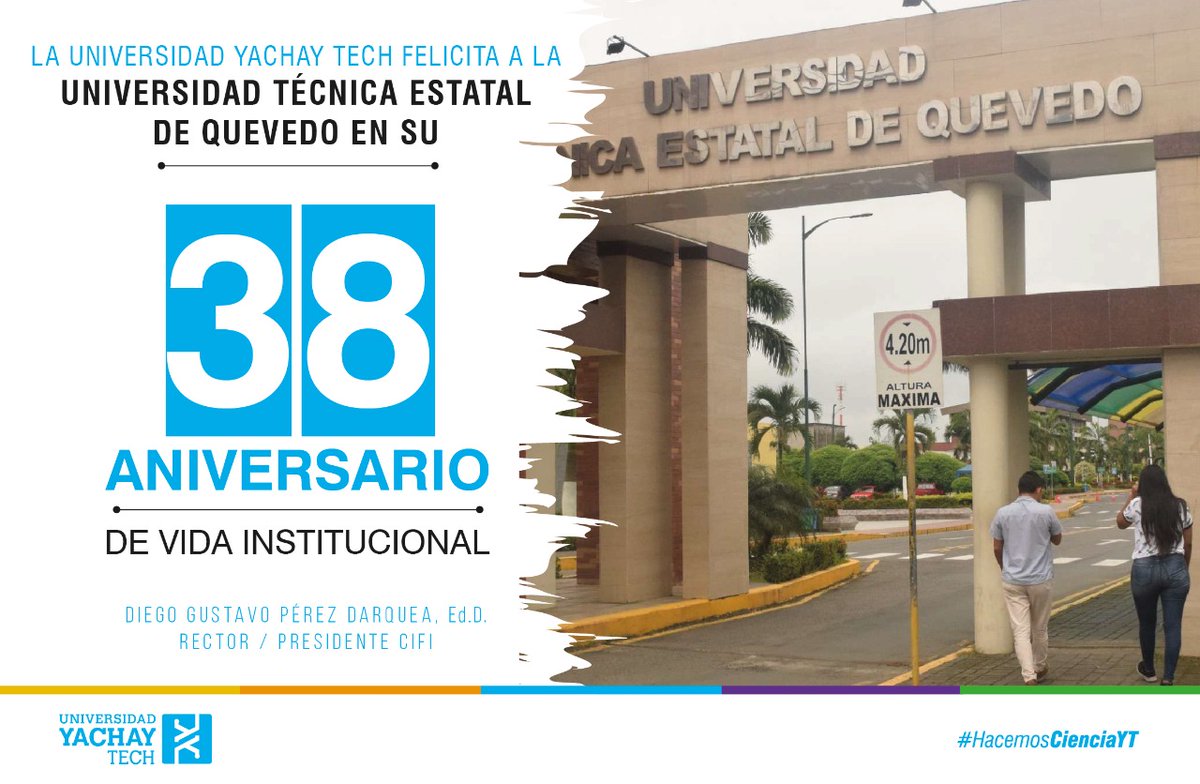 LA UNIVERSIDAD YACHAY TECH FELICITA A LA
UNIVERSIDAD TÉCNICA ESTATAL
DE QUEVEDO EN SU
38
ANIVERSARIO
DE VIDA INSTITUCIONAL
DIEGO GUSTAVO PÉREZ DARQUEA, Ed.D.
RECTOR / PRESIDENTE CIFI
UNIVERSIDAD
NICA ESTATAL DE QUEVEDO
4.20m
ALTURA
MAXIMA
UNIVERSIDAD
YACHAY
TECH
#HacemosCienciaYT